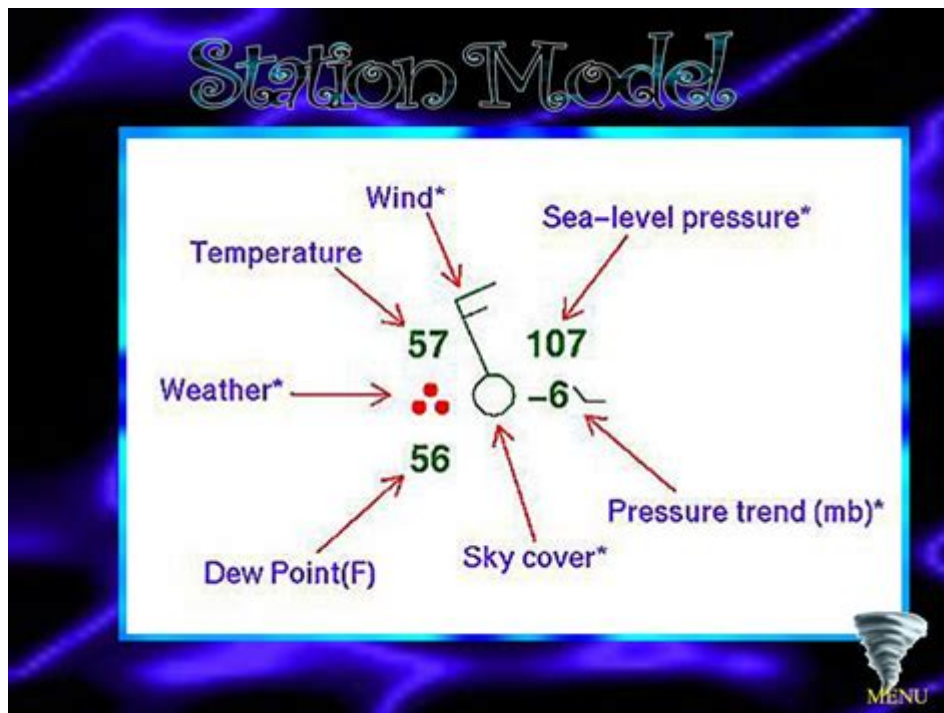 Station Model
Wind*
Sea-level pressure*
Temperature
57
107
Weather*
-6
56
Pressure trend (mb)*
Sky cover*
Dew Point(F)
MENU